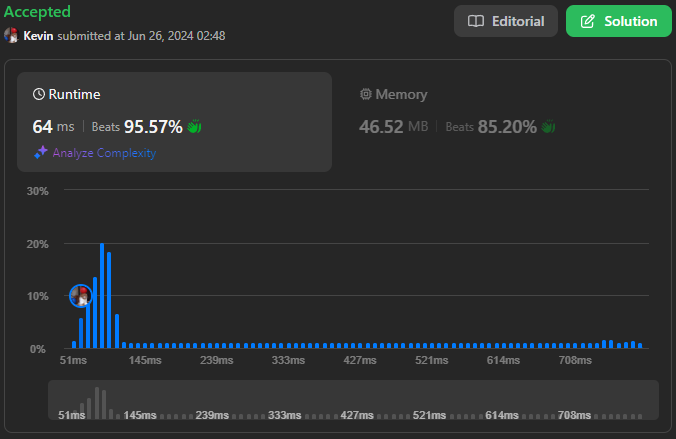 Accepted
Kevin submitted at Jun 26, 2024 02:48
Editorial
Solution
Runtime
64 ms | Beats 95.57%
Analyze Complexity
Memory
46.52 MB | Beats 85.20%
30%
20%
10%
0%
51ms 145ms 239ms 333ms 427ms 521ms 614ms 708ms
51ms 145ms 239ms 333ms 427ms 521ms 614ms 708ms